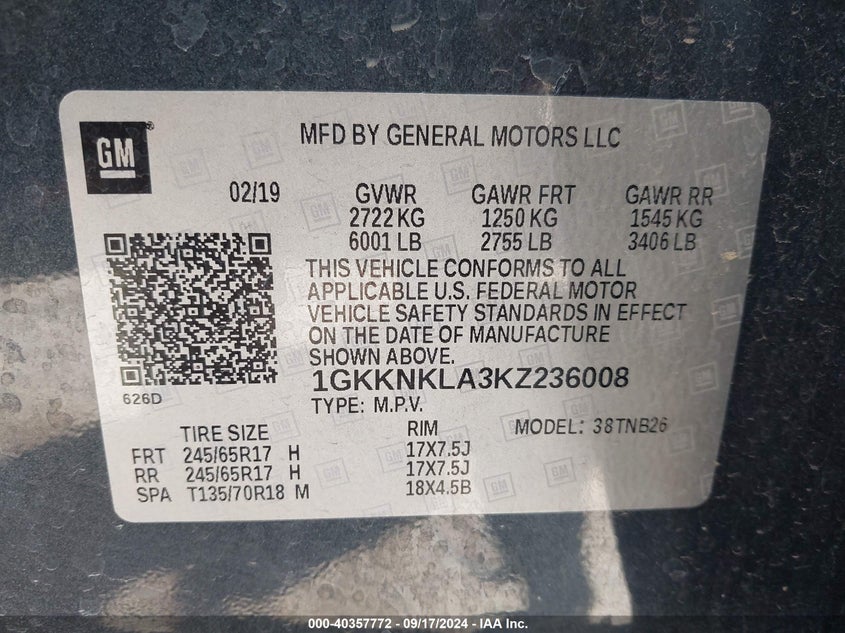 GM
MFD BY GENERAL MOTORS LLC
02/19 GVWR GAWR FRT GAWR RR
2722 KG 1250 KG 1545 KG
6001 LB 2755 LB 3406 LB
THIS VEHICLE CONFORMS TO ALL
APPLICABLE U.S. FEDERAL MOTOR
VEHICLE SAFETY STANDARDS IN EFFECT
ON THE DATE OF MANUFACTURE
SHOWN ABOVE.
1GKKNKLA3KZ236008
626D
TYPE: M.P.V.
TIRE SIZE RIM MODEL: 38TNB26
FRT 245/65R17 H 17X7.5J
RR 245/65R17 H 17X7.5J
SPA T135/70R18 M 18X4.5B
000-40357772 - 09/17/2024 - IAA Inc.